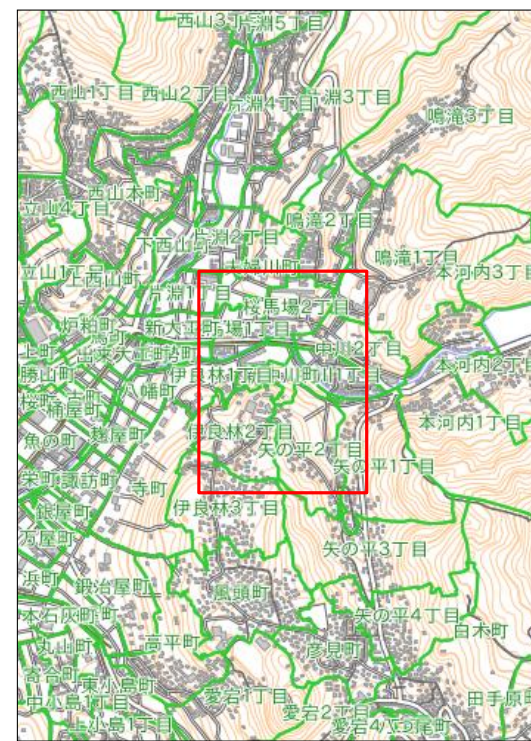 西山3丁目
片淵5丁目
西山1丁目
西山2丁目
片淵4丁目
片淵3丁目
鳴滝3丁目
西山本町
立山4丁目
鳴滝2丁目
下西山町
片淵2丁目
鳴滝1丁目
夫婦川町
本河内3丁目
立山1丁目
上西山町
片淵1丁目
桜馬場2丁目
炉粕町
新大工町
馬場1丁目
中川2丁目
上町
出来大工町
本河内2丁目
勝山町
伊良林1丁目
中川町
川1丁目
八幡町
桜町
桶屋町
本河内1丁目
魚の町
麹屋町
伊良林2丁目
矢の平2丁目
矢の平1丁目
栄町
諏訪町
寺町
銀屋町
伊良林3丁目
万屋町
矢の平3丁目
浜町
鍛冶屋町
風頭町
本石灰町
矢の平4丁目
白木町
丸山町
高平町
彦見町
寄合町
東小島町
愛宕1丁目
中小島1丁目
田手原町
愛宕2丁目
上小島1丁目
愛宕4
八つ尾町